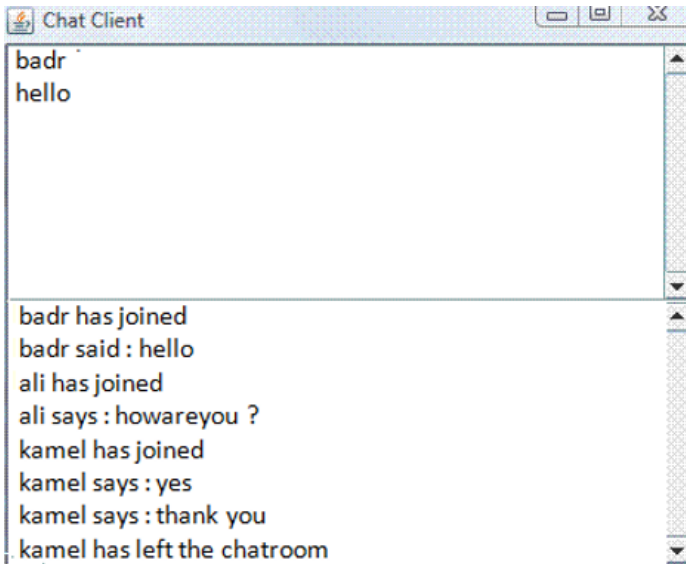 Chat Client
badr
hello
badr has joined
badr said : hello
ali has joined
ali says : howareyou ?
kamel has joined
kamel says : yes
kamel says : thank you
kamel has left the chatroom